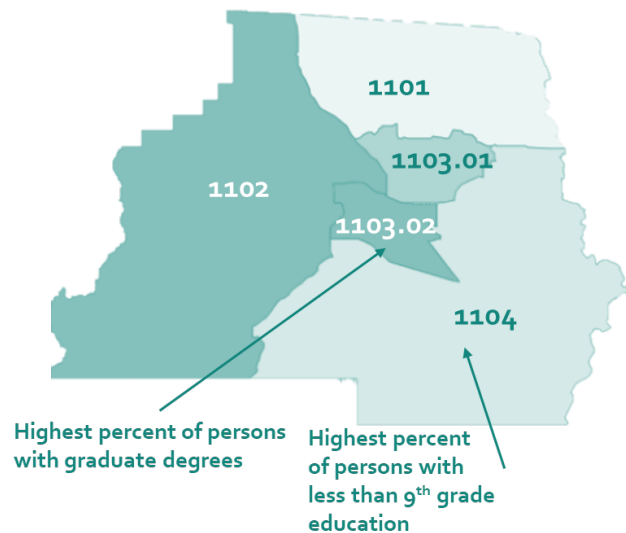 1101
1103.01
1102
1103.02
1104
Highest percent of persons
with graduate degrees
Highest percent
of persons with
less than 9th grade
education